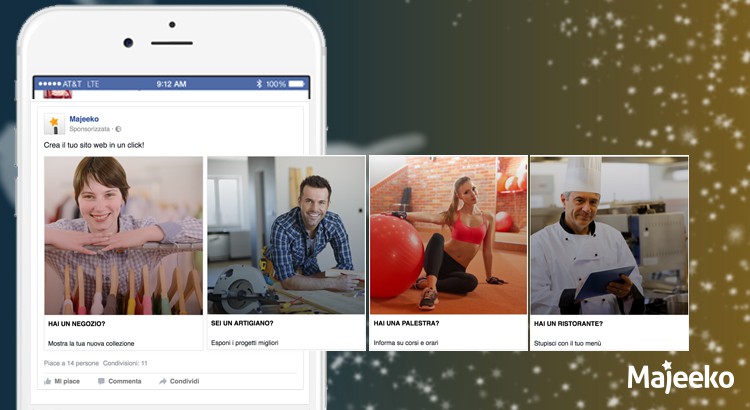 AT&T LTE 9:12 AM 100%
Majeeko
Sponsorizzata ·
Crea il tuo sito web in un click!
HAI UN NEGOZIO?
Mostra la tua nuova collezione
SEI UN ARTIGIANO?
Esponi i progetti migliori
HAI UNA PALESTRA?
Informa su corsi e orari
HAI UN RISTORANTE?
Stupisci con il tuo menù
Piace a 14 persone Condivisioni: 11
Mi piace Commenta Condividi
Majeeko